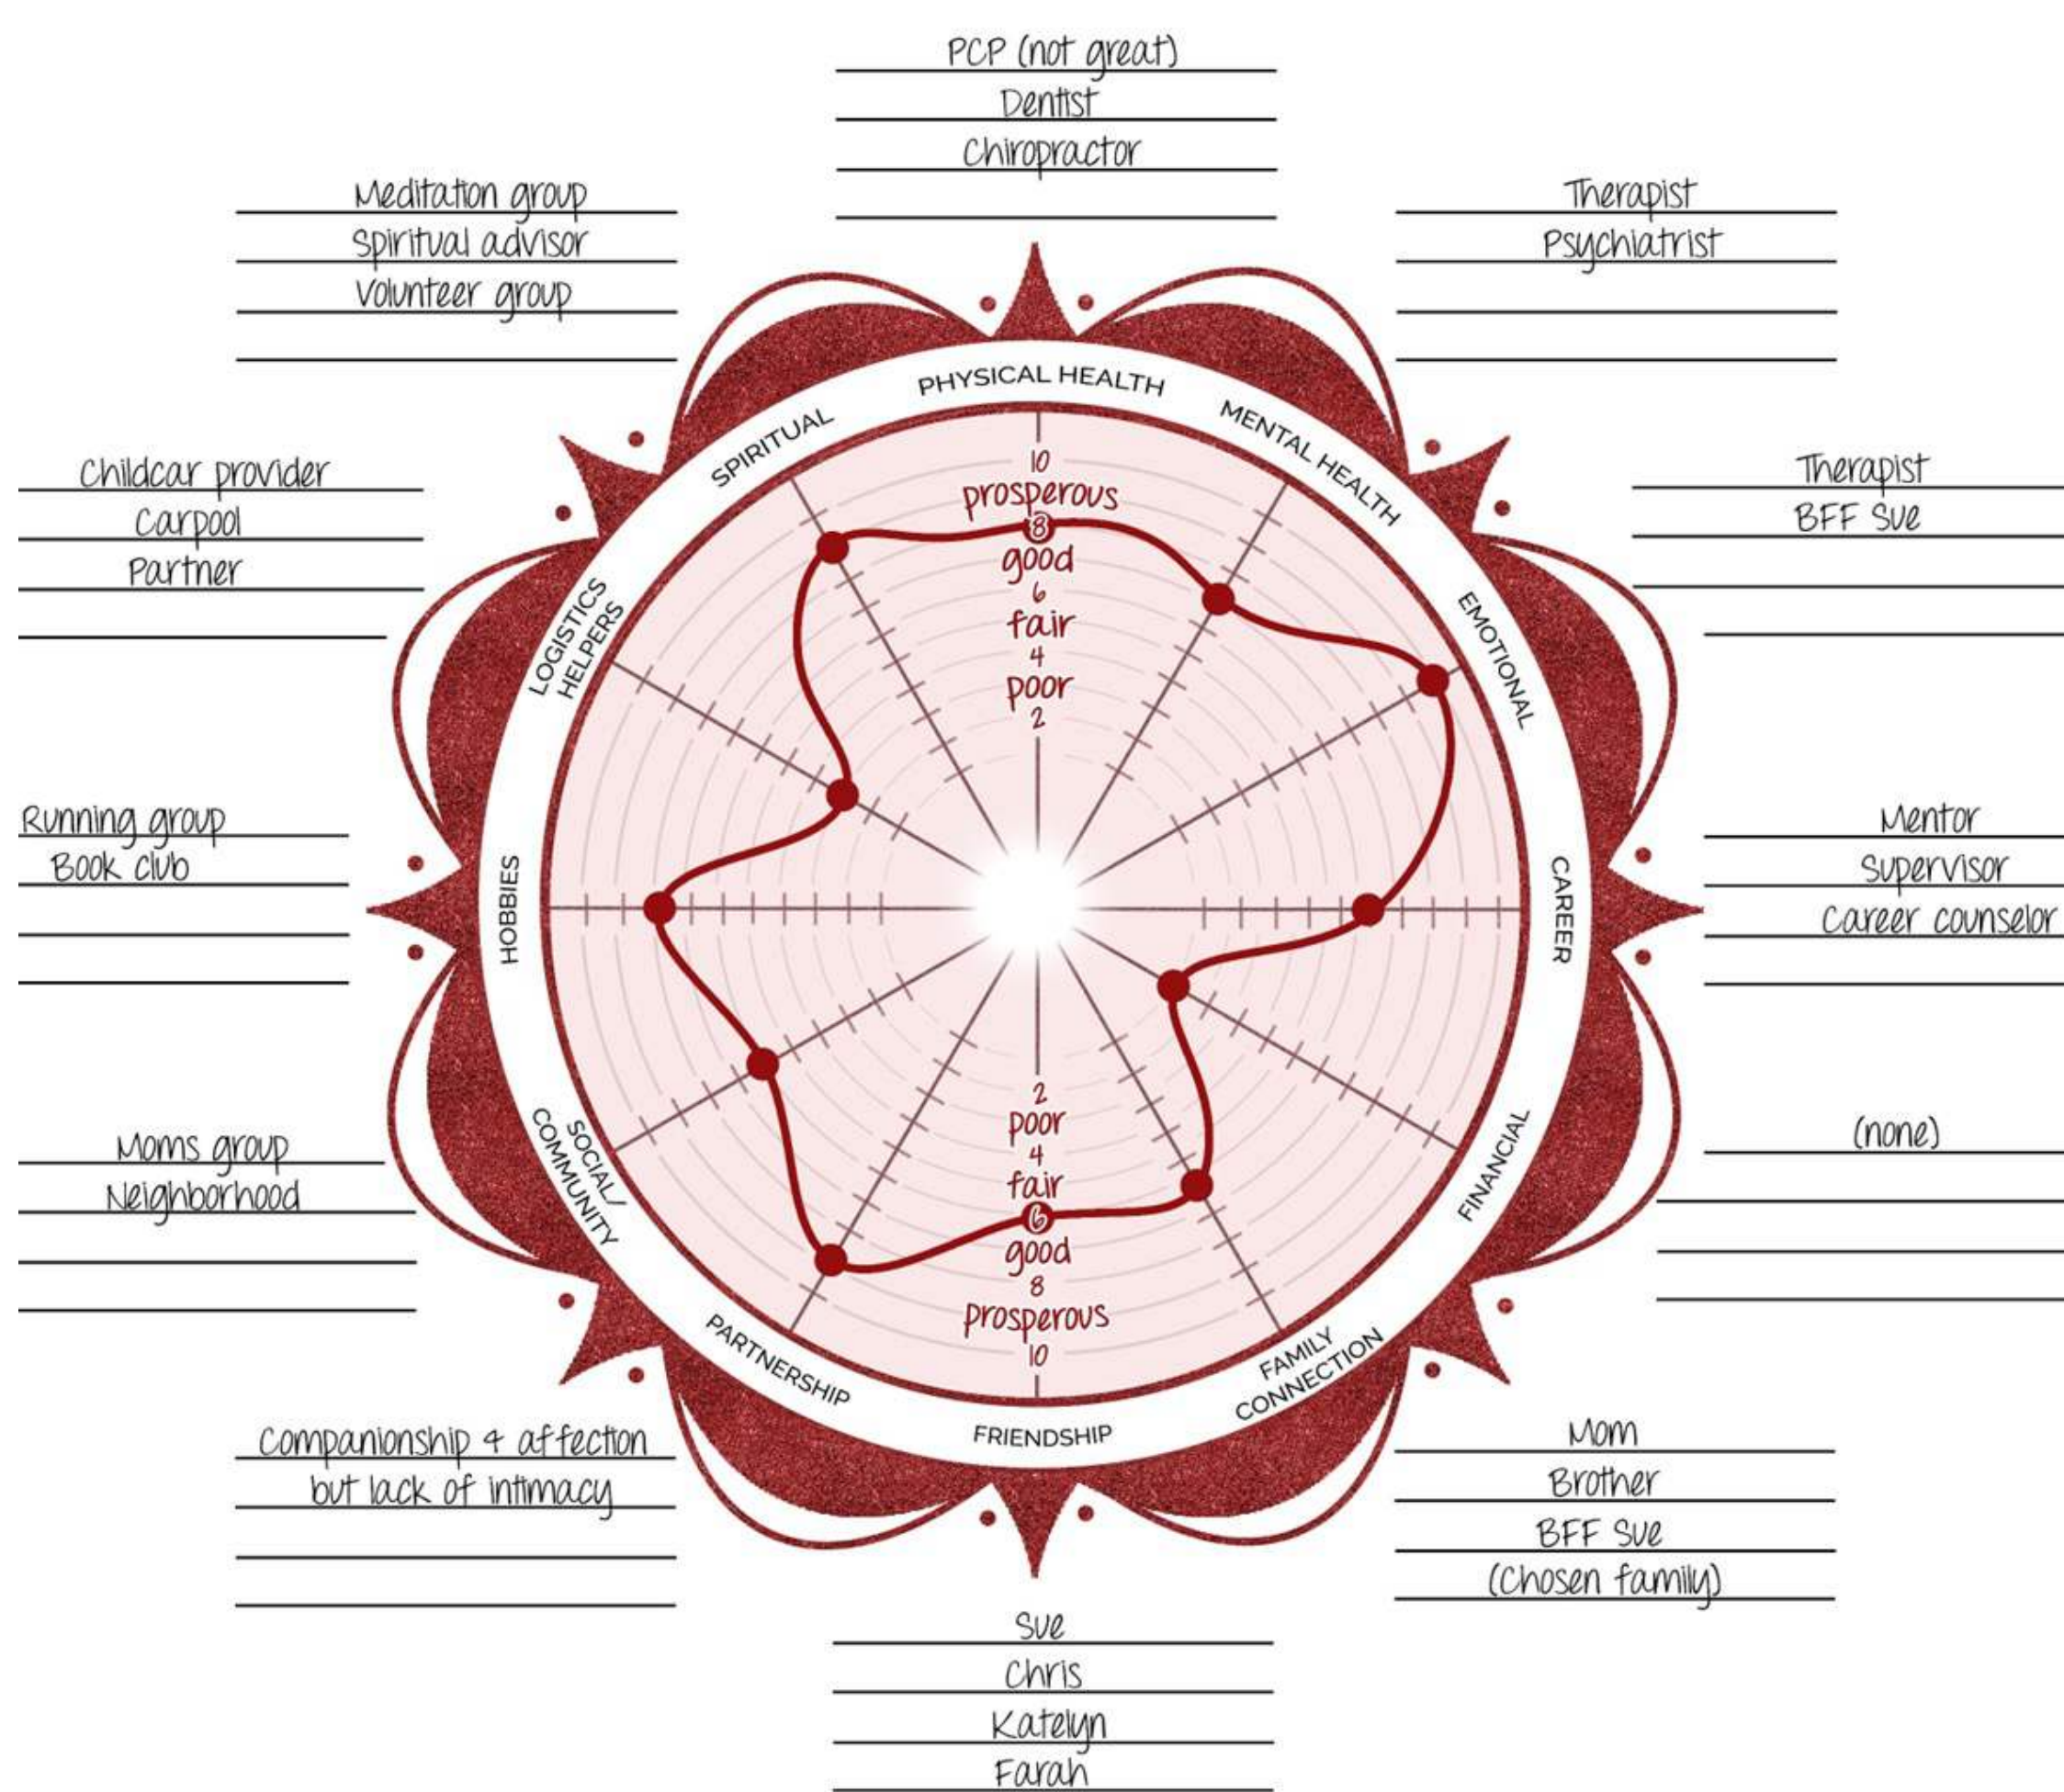 PCP (not great)
Dentist
Chiropractor
Meditation group
Spiritual advisor
Volunteer group
Therapist
Psychiatrist
Childcar provider
Carpool
Partner
Therapist
BFF Sue
Running group
Book club
Mentor
Supervisor
Career counselor
Moms group
Neighborhood
(none)
Companionship & affection
but lack of intimacy
Mom
Brother
BFF Sue
(Chosen family)
Sue
Chris
Katelyn
Farah
PHYSICAL HEALTH
MENTAL HEALTH
EMOTIONAL
CAREER
FINANCIAL
FAMILY
CONNECTION
FRIENDSHIP
PARTNERSHIP
SOCIAL/
COMMUNITY
HOBBIES
LOGISTICS
HELPERS
SPIRITUAL
10
prosperous
8
good
6
fair
4
poor
2
2
poor
4
fair
6
good
8
prosperous
10